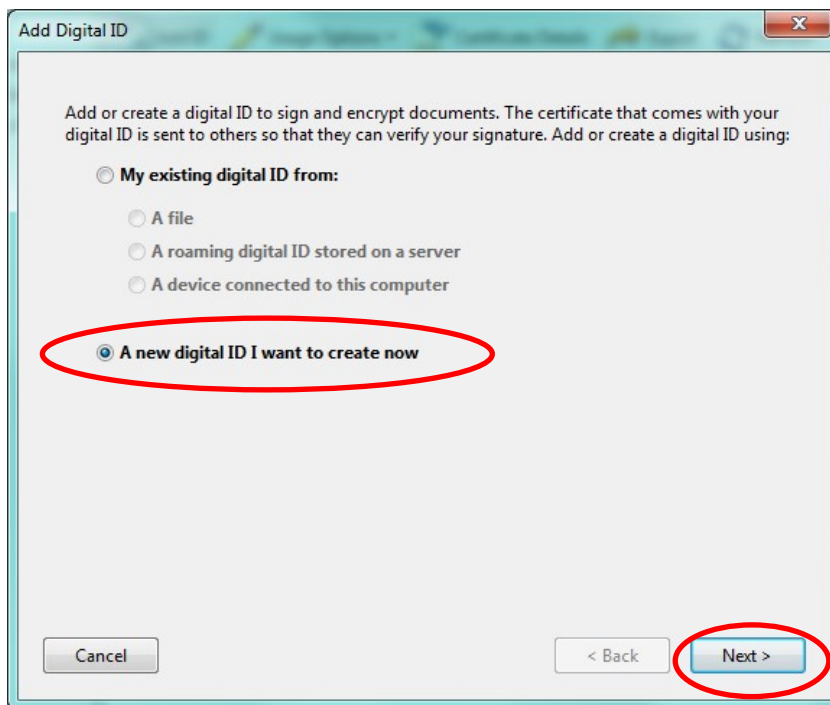 Add Digital ID
X
Add or create a digital ID to sign and encrypt documents. The certificate that comes with your
digital ID is sent to others so that they can verify your signature. Add or create a digital ID using:
My existing digital ID from:
A file
A roaming digital ID stored on a server
A device connected to this computer
A new digital ID I want to create now
Cancel
< Back
Next >